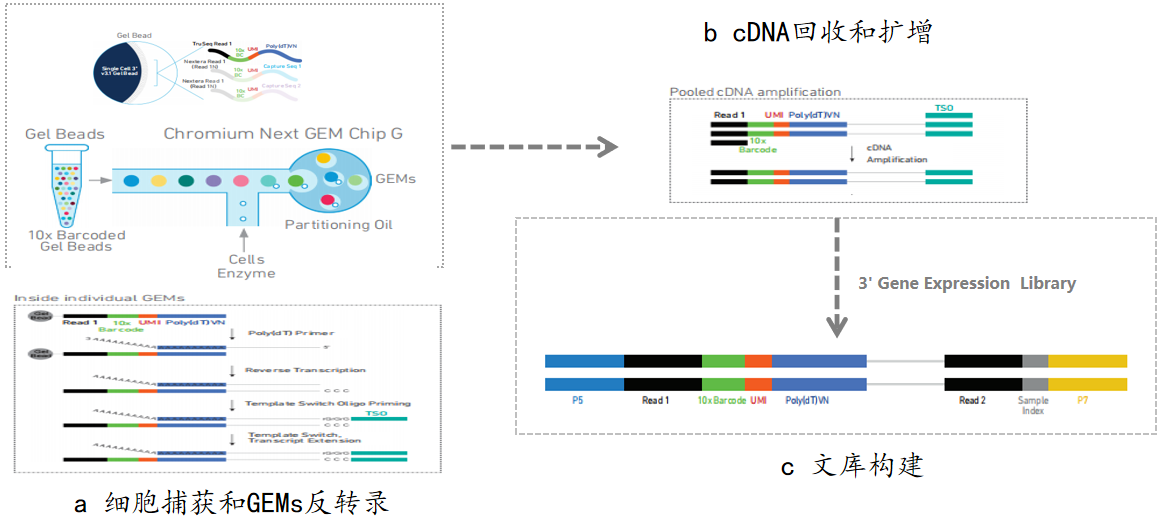 Gel Bead
TruSeq Read 1
10x
BC
UMI
Poly(dT)VN
Single Cell 3'
v3.1 Gel Bead
Nextera Read 1
(Read 1N)
10x
BC
UMI
Capture Seq 1
Nextera Read 1
(Read 1N)
10x
BC
UMI
Capture Seq 2
Gel Beads
Chromium Next GEM Chip G
GEMs
Partitioning Oil
10x Barcoded
Gel Beads
Cells
Enzyme
Inside individual GEMs
Gel
Bead
Read 1
10x
Barcode
UMI
Poly(dT)VN
Poly(dT) Primer
Gel
Bead
Reverse Transcription
CCC
Template Switch Oligo Priming
TSO
CCC
Template Switch,
Transcript Extension
CCC
a 细胞捕获和GEMs反转录
b cDNA回收和扩增
Pooled cDNA amplification
Read 1
UMI
Poly(dT)VN
TSO
10x
Barcode
cDNA
Amplification
3' Gene Expression Library
P5
Read 1
10x Barcode
UMI
Poly(dT)VN
Read 2
Sample
Index
P7
c 文库构建